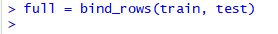 > full = bind_rows(train, test)
>